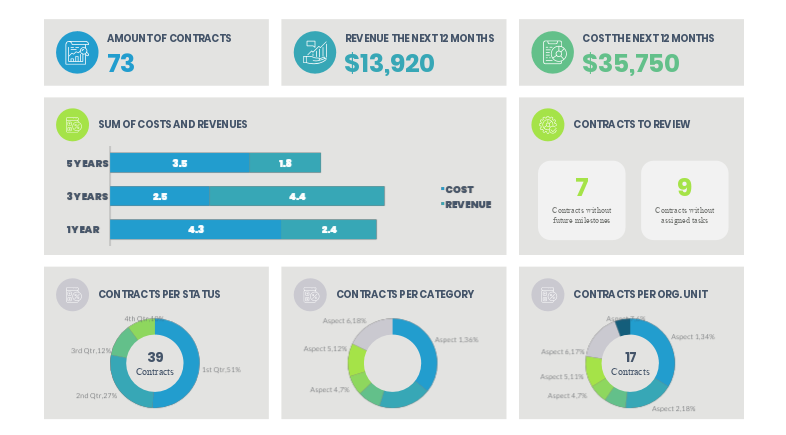 AMOUNT OF CONTRACTS
73
REVENUE THE NEXT 12 MONTHS
$13,920
COST THE NEXT 12 MONTHS
$35,750
SUM OF COSTS AND REVENUES
5 YEARS
3.5
1.8
3 YEARS
2.5
4.4
1 YEAR
4.3
2.4
COST
REVENUE
CONTRACTS TO REVIEW
7
Contracts without
future milestones
9
Contracts without
assigned tasks
CONTRACTS PER STATUS
4th Qtr,10%
3rd Qtr,12%
39
Contracts
1st Qtr,51%
2nd Qtr,27%
CONTRACTS PER CATEGORY
Aspect 6,18%
Aspect 1,36%
Aspect 5,12%
Aspect 4,7%
CONTRACTS PER ORG. UNIT
Aspect 1,34%
Aspect 6,17%
17
Contracts
Aspect 5,11%
Aspect 4,7%
Aspect 2,18%